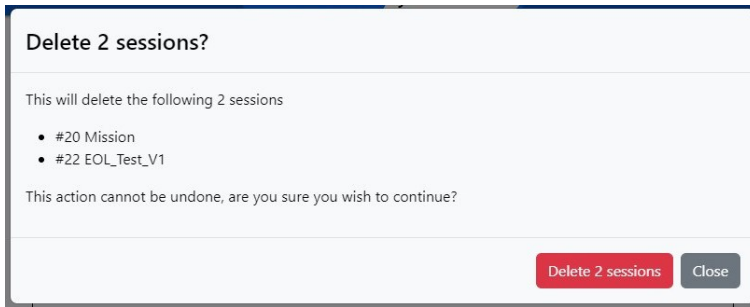 Delete 2 sessions?
This will delete the following 2 sessions
• #20 Mission
• #22 EOL_Test_V1
This action cannot be undone, are you sure you wish to continue?
Delete 2 sessions
Close